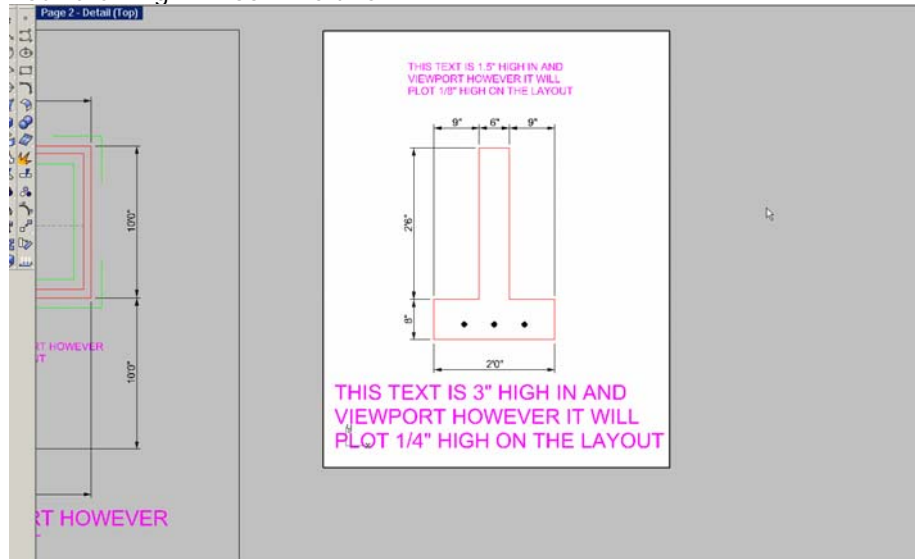 Page 2 - Detail (Top)
THIS TEXT IS 1.5" HIGH IN AND
VIEWPORT HOWEVER IT WILL
PLOT 1/8" HIGH ON THE LAYOUT
9" 6" 9"
2'6"
8"
2'0"
THIS TEXT IS 3" HIGH IN AND
VIEWPORT HOWEVER IT WILL
PLOT 1/4" HIGH ON THE LAYOUT
10'0"
10'0"
HOWEVER
HOWEVER